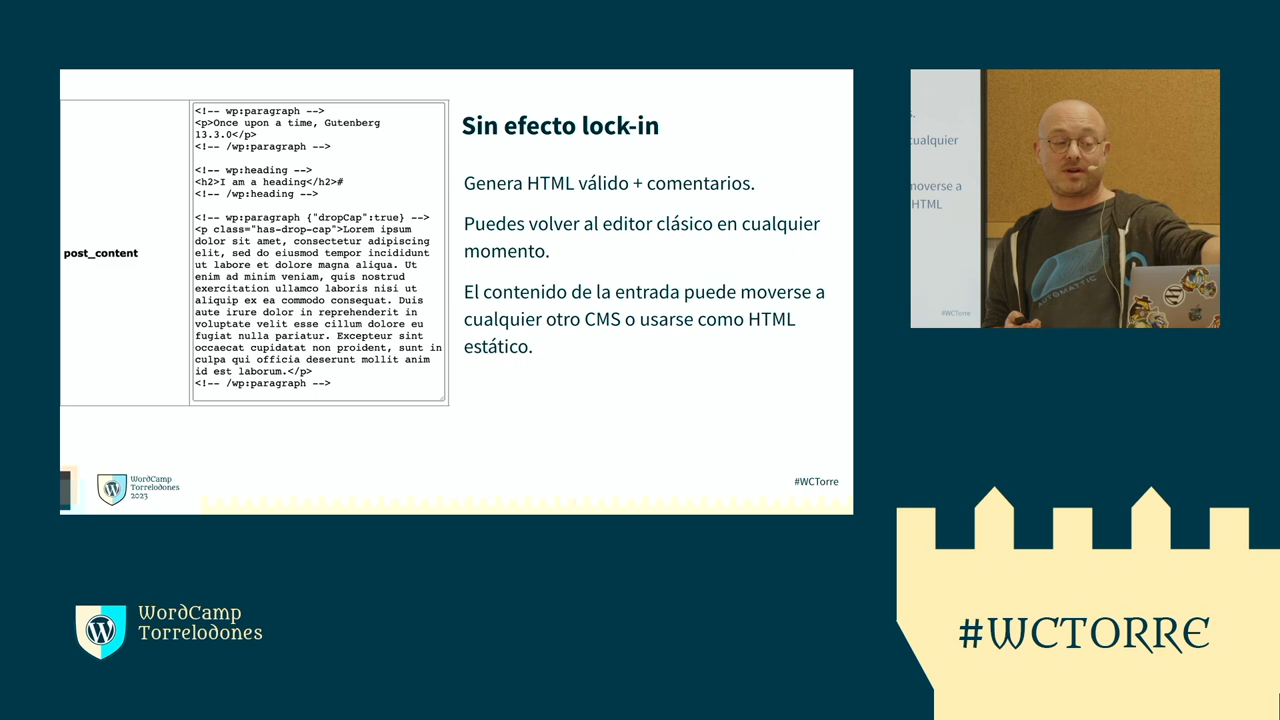 post_content
<!-- wp:paragraph -->
<p>Once upon a time, Gutenberg
13.3.0</p>
<!-- /wp:paragraph -->
<!-- wp:heading -->
<h2>I am a heading</h2>#
<!-- /wp:heading -->
<!-- wp:paragraph {"dropCap":true} -->
<p class="has-drop-cap">Lorem ipsum
dolor sit amet, consectetur adipiscing
elit, sed do eiusmod tempor incididunt
ut labore et dolore magna aliqua. Ut
enim ad minim veniam, quis nostrud
exercitation ullamco laboris nisi ut
aliquip ex ea commodo consequat. Duis
aute irure dolor in reprehenderit in
voluptate velit esse cillum dolore eu
fugiat nulla pariatur. Excepteur sint
occaecat cupidatat non proident, sunt in
culpa qui officia deserunt mollit anim
id est laborum.</p>
<!-- /wp:paragraph -->
Sin efecto lock-in
Genera HTML válido + comentarios.
Puedes volver al editor clásico en cualquier
momento.
El contenido de la entrada puede moverse a
cualquier otro CMS o usarse como HTML
estático.
WordCamp
Torrelodones
2023
#WCTorre
s.
cualquier
moverse a
HTML
#WCTorre
AUTOMATTIC
WordCamp
Torrelodones
#WCTORRE